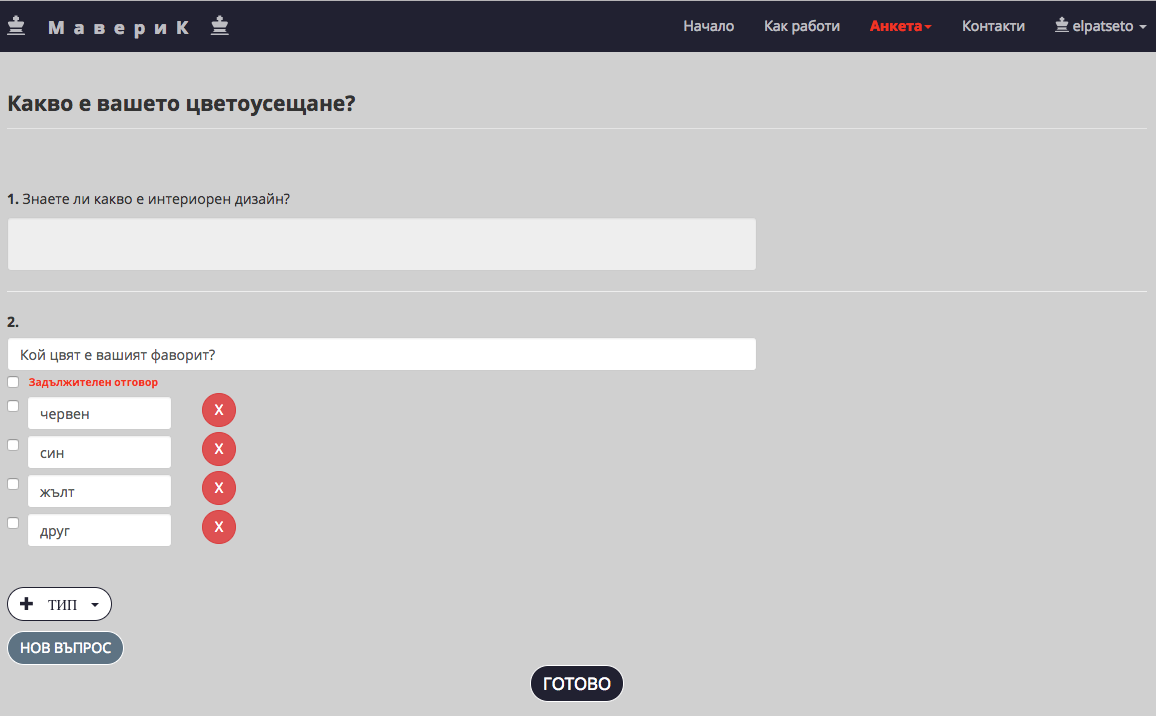 МавериК
Начало Как работи Анкета Контакти elpatseto
Какво е вашето цветоусещане?
1. Знаете ли какво е интериорен дизайн?
2.
Кой цвят е вашият фаворит?
Задължителен отговор
червен X
син X
жълт X
друг X
ТИП
НОВ ВЪПРОС
ГОТОВО